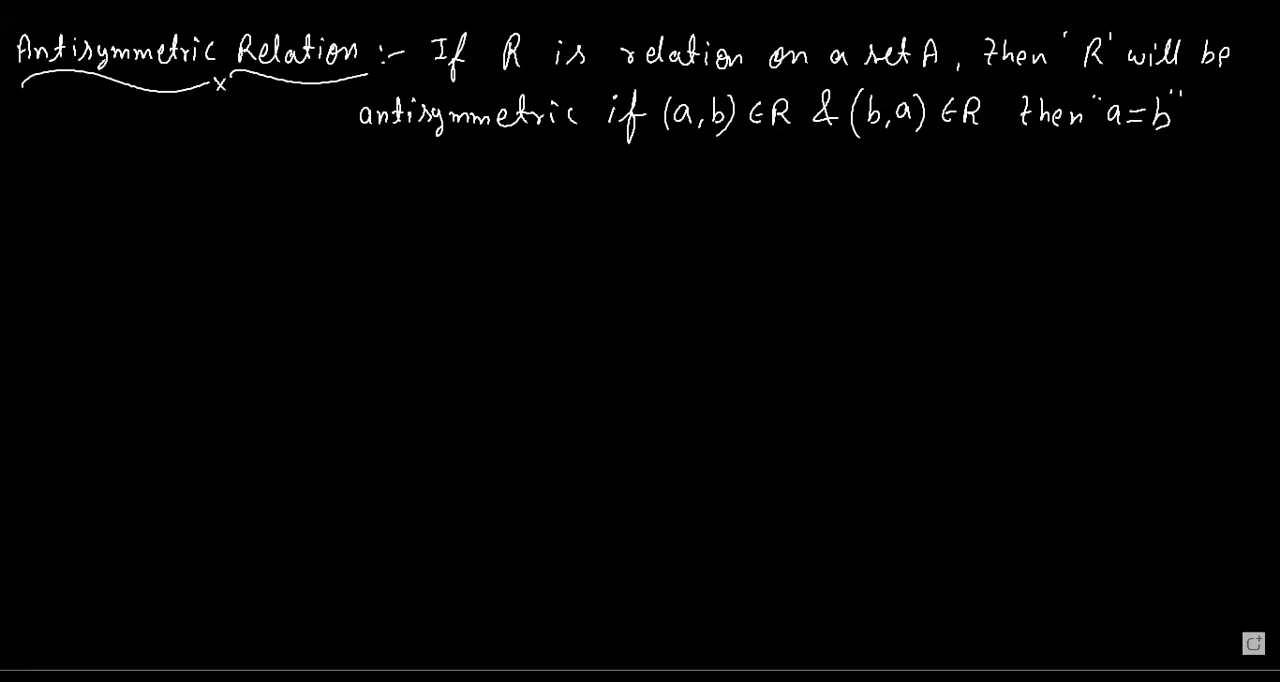 Antisymmetric Relation :- If R is relation on a set A, then 'R' will be
antisymmetric if (a,b) ∈ R & (b,a) ∈ R then "a=b"